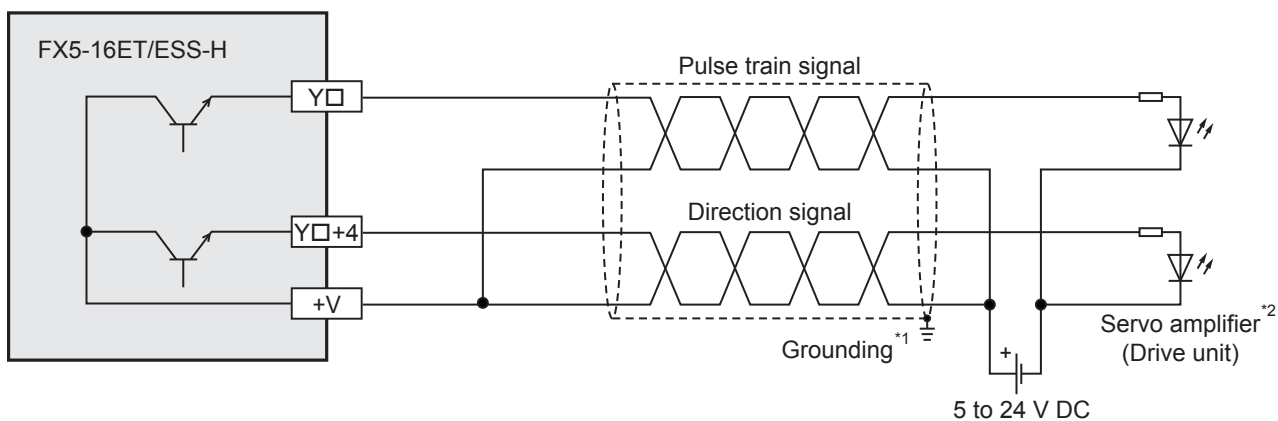 FX5-16ET/ESS-H
Pulse train signal
Y□
Direction signal
Y□+4
+V
Grounding*1
+
Servo amplifier*2
(Drive unit)
5 to 24 V DC